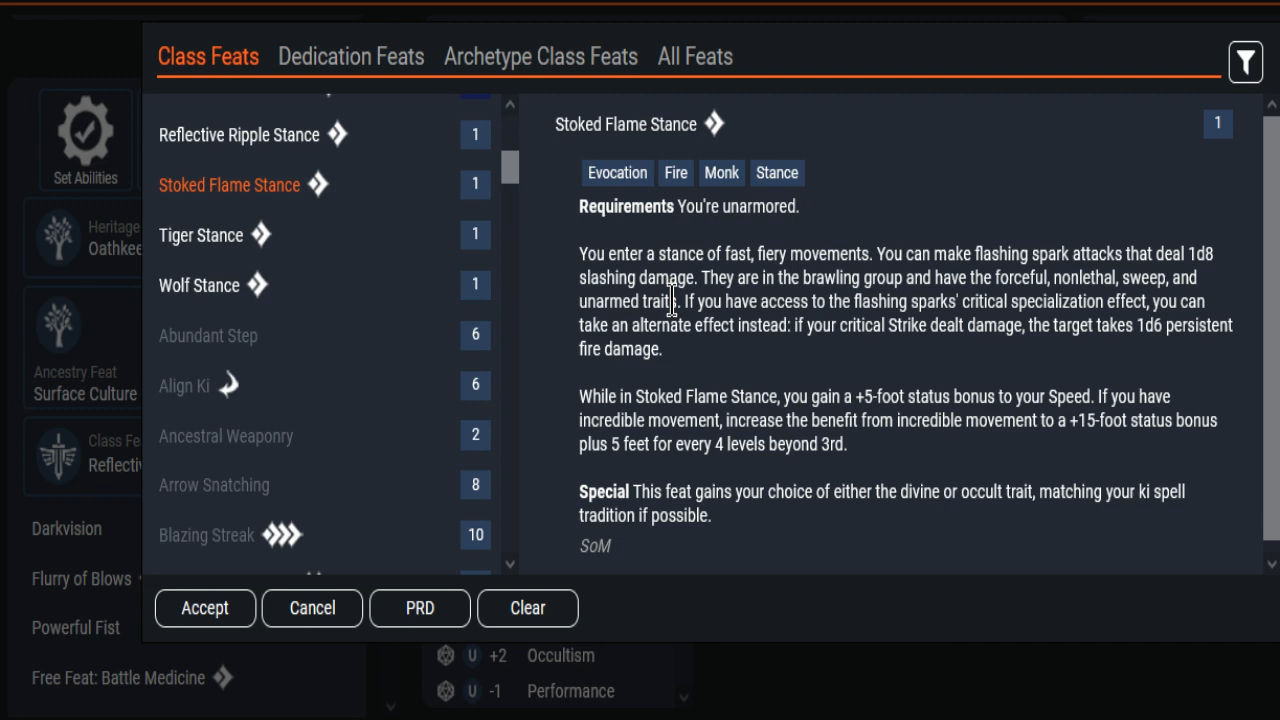 Class Feats Dedication Feats Archetype Class Feats All Feats
Set Abilities
Heritage
Oathkee
Ancestry Feat
Surface Culture
Class Fe
Reflecti
Darkvision
Flurry of Blows
Powerful Fist
Free Feat: Battle Medicine
Reflective Ripple Stance 1
Stoked Flame Stance 1
Tiger Stance 1
Wolf Stance 1
Abundant Step 6
Align Ki 6
Ancestral Weaponry 2
Arrow Snatching 8
Blazing Streak 10
Stoked Flame Stance 1
Evocation Fire Monk Stance
Requirements You're unarmored.
You enter a stance of fast, fiery movements. You can make flashing spark attacks that deal 1d8
slashing damage. They are in the brawling group and have the forceful, nonlethal, sweep, and
unarmed traits. If you have access to the flashing sparks' critical specialization effect, you can
take an alternate effect instead: if your critical Strike dealt damage, the target takes 1d6 persistent
fire damage.
While in Stoked Flame Stance, you gain a +5-foot status bonus to your Speed. If you have
incredible movement, increase the benefit from incredible movement to a +15-foot status bonus
plus 5 feet for every 4 levels beyond 3rd.
Special This feat gains your choice of either the divine or occult trait, matching your ki spell
tradition if possible.
SoM
Accept Cancel PRD Clear
U +2 Occultism
U -1 Performance